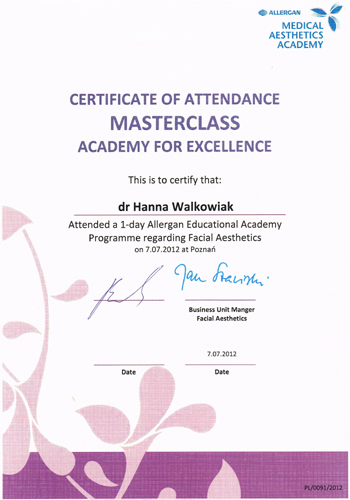 ALLERGAN
MEDICAL
AESTHETICS
ACADEMY
CERTIFICATE OF ATTENDANCE
MASTERCLASS
ACADEMY FOR EXCELLENCE
This is to certify that:
dr Hanna Walkowiak
Attended a 1-day Allergan Educational Academy
Programme regarding Facial Aesthetics
on 7.07.2012 at Poznań
Business Unit Manger
Facial Aesthetics
7.07.2012
Date Date
PL/0091/2012